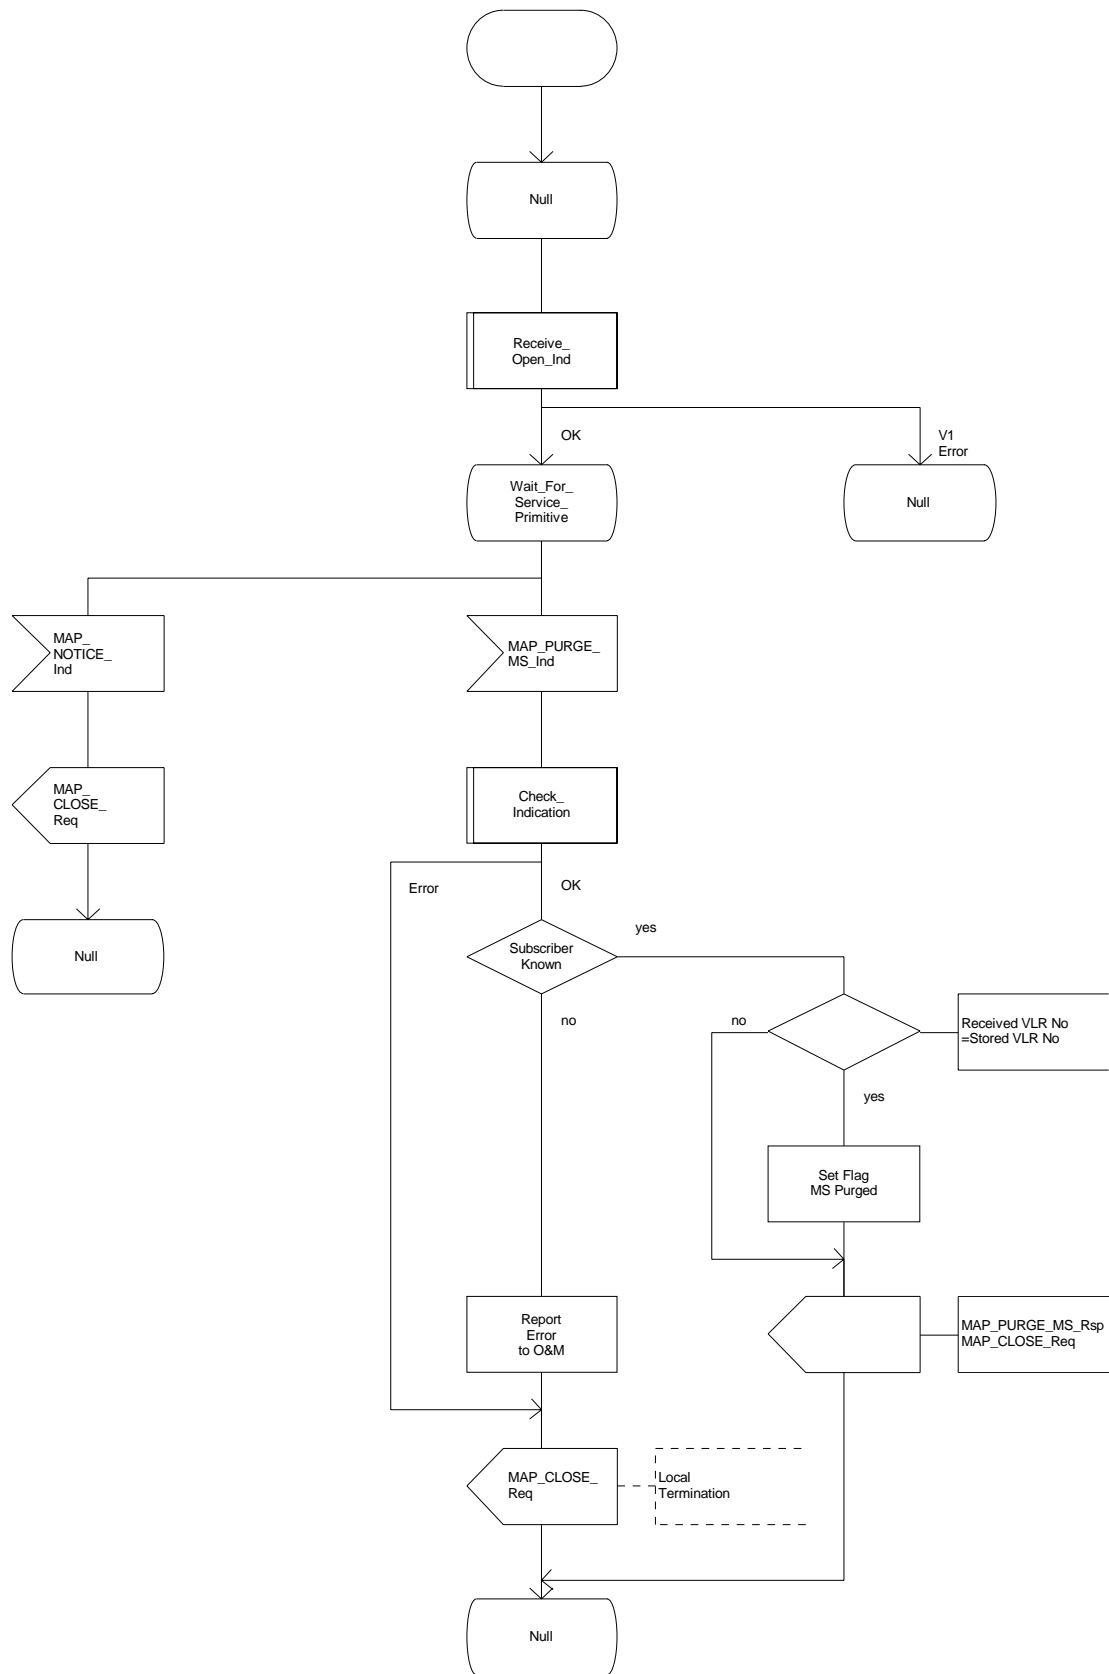 Null
Receive_
Open_Ind
OK
V1
Error
Wait_For_
Service_
Primitive
Null
MAP_
NOTICE_
Ind
MAP_PURGE_
MS_Ind
MAP_
CLOSE_
Req
Check_
Indication
Error
OK
Null
Subscriber
Known
yes
no
no
Received VLR No
=Stored VLR No
yes
Set Flag
MS Purged
Report
Error
to O&M
MAP_PURGE_MS_Rsp
MAP_CLOSE_Req
MAP_CLOSE_
Req
Local
Termination
Null